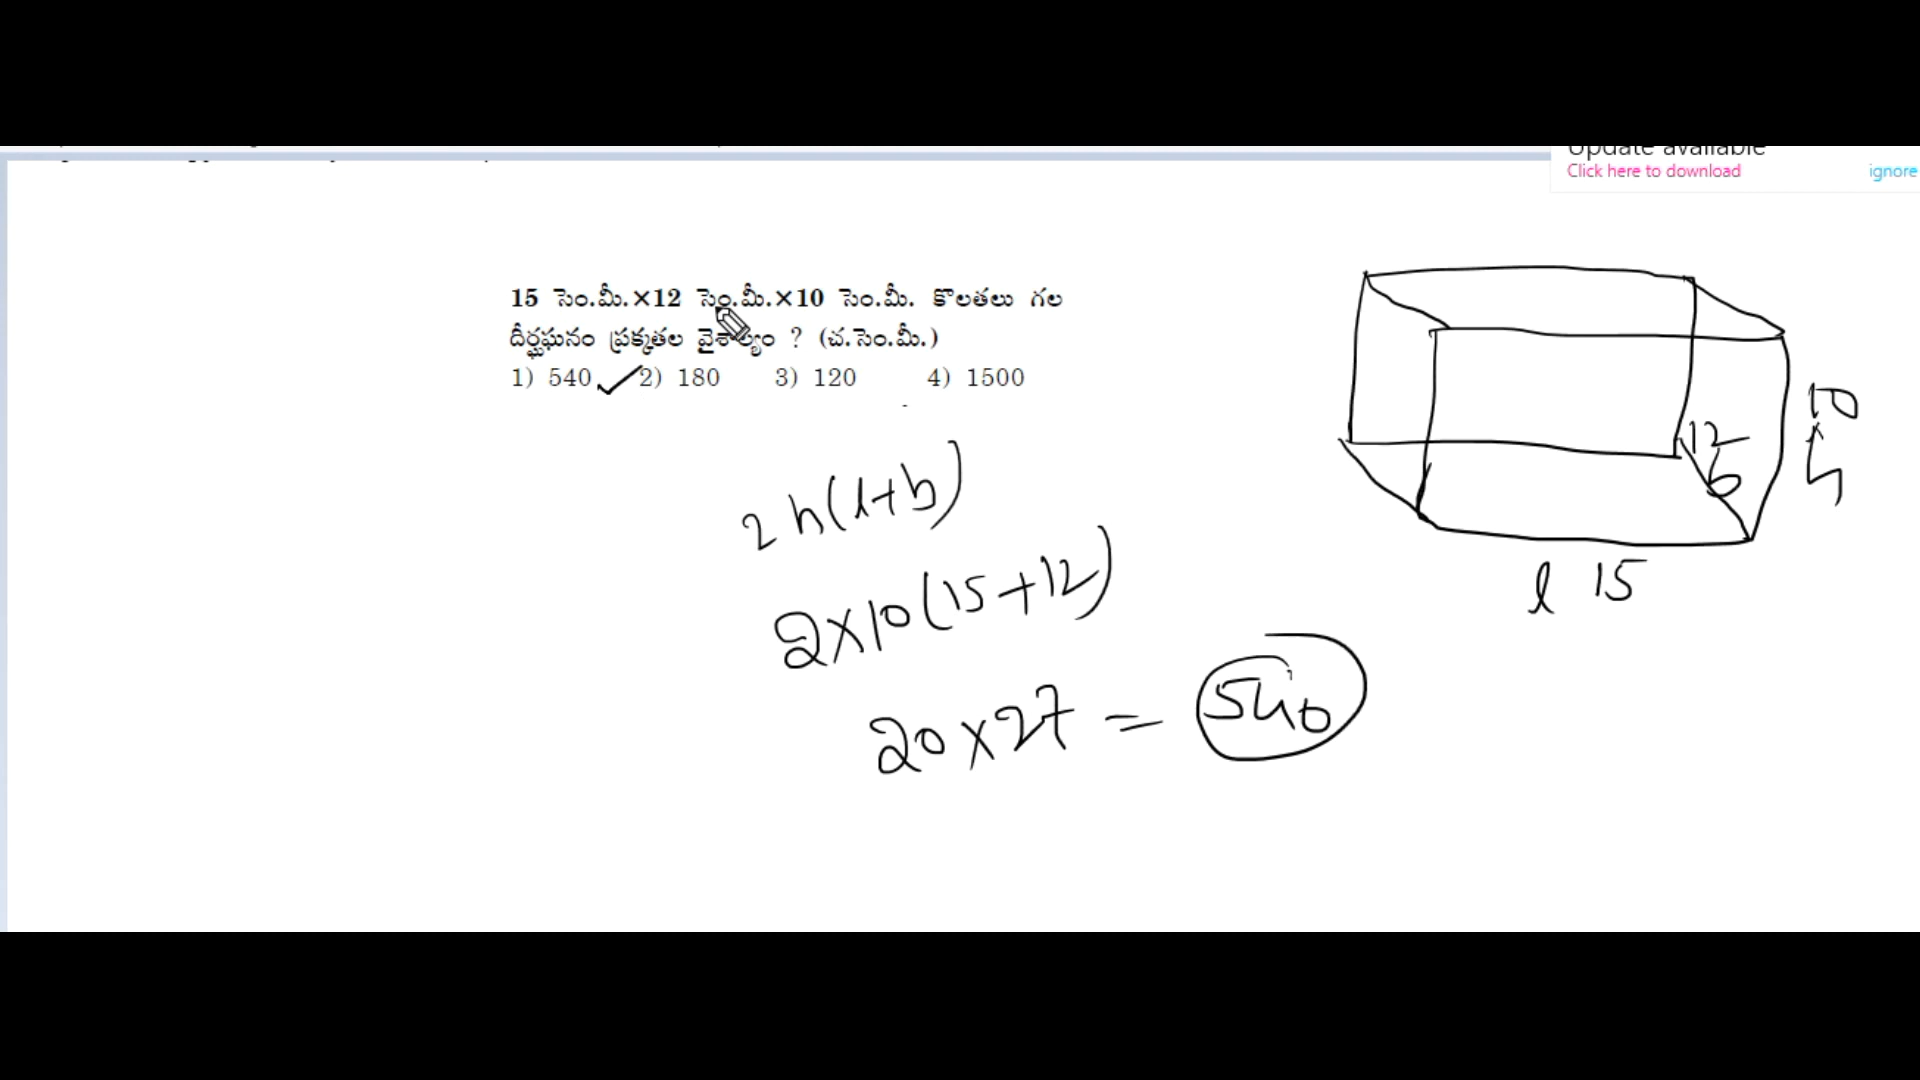 Update available
Click here to download ignore
15 సెం.మీ.×12 సెం.మీ.×10 సెం.మీ. కొలతలు గల
దీర్ఘఘనం ప్రక్కతల వైశాల్యం ? (చ.సెం.మీ.)
1) 540 2) 180 3) 120 4) 1500
2h(l+b)
2×10(15+12)
20×27 = 540
12
b
10
h
l 15